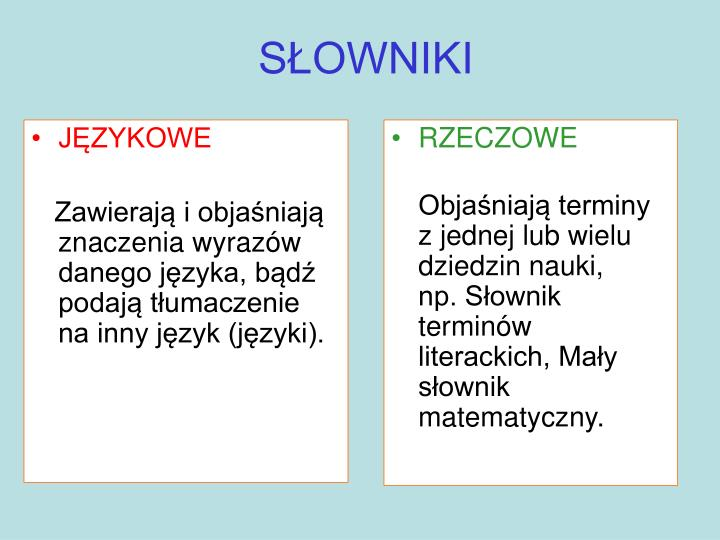 SŁOWNIKI
• JĘZYKOWE
Zawierają i objaśniają
znaczenia wyrazów
danego języka, bądź
podają tłumaczenie
na inny język (języki).
• RZECZOWE
Objaśniają terminy
z jednej lub wielu
dziedzin nauki,
np. Słownik
terminów
literackich, Mały
słownik
matematyczny.